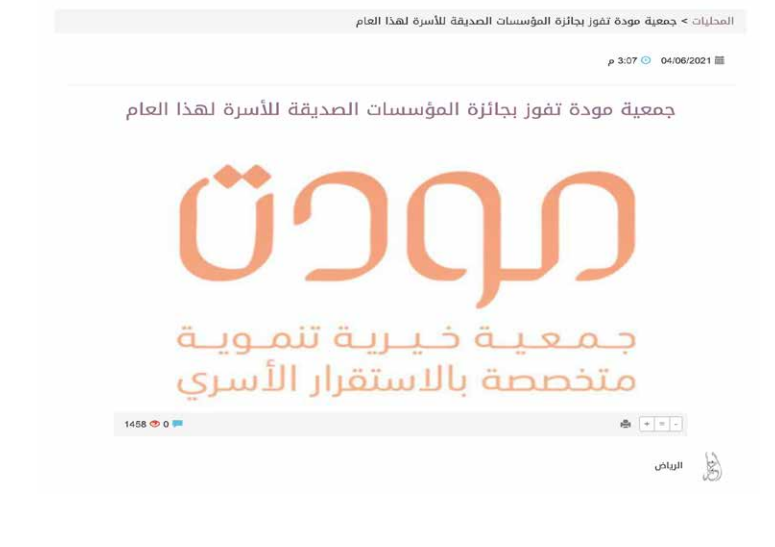 المحليات > جمعية مودة تفوز بجائزة المؤسسات الصديقة للأسرة لهذا العام
04/06/2021 3:07 م
جمعية مودة تفوز بجائزة المؤسسات الصديقة للأسرة لهذا العام
مودة
جمعية خيرية تنموية
متخصصة بالاستقرار الأسري
- = + 0 1458
الرياض